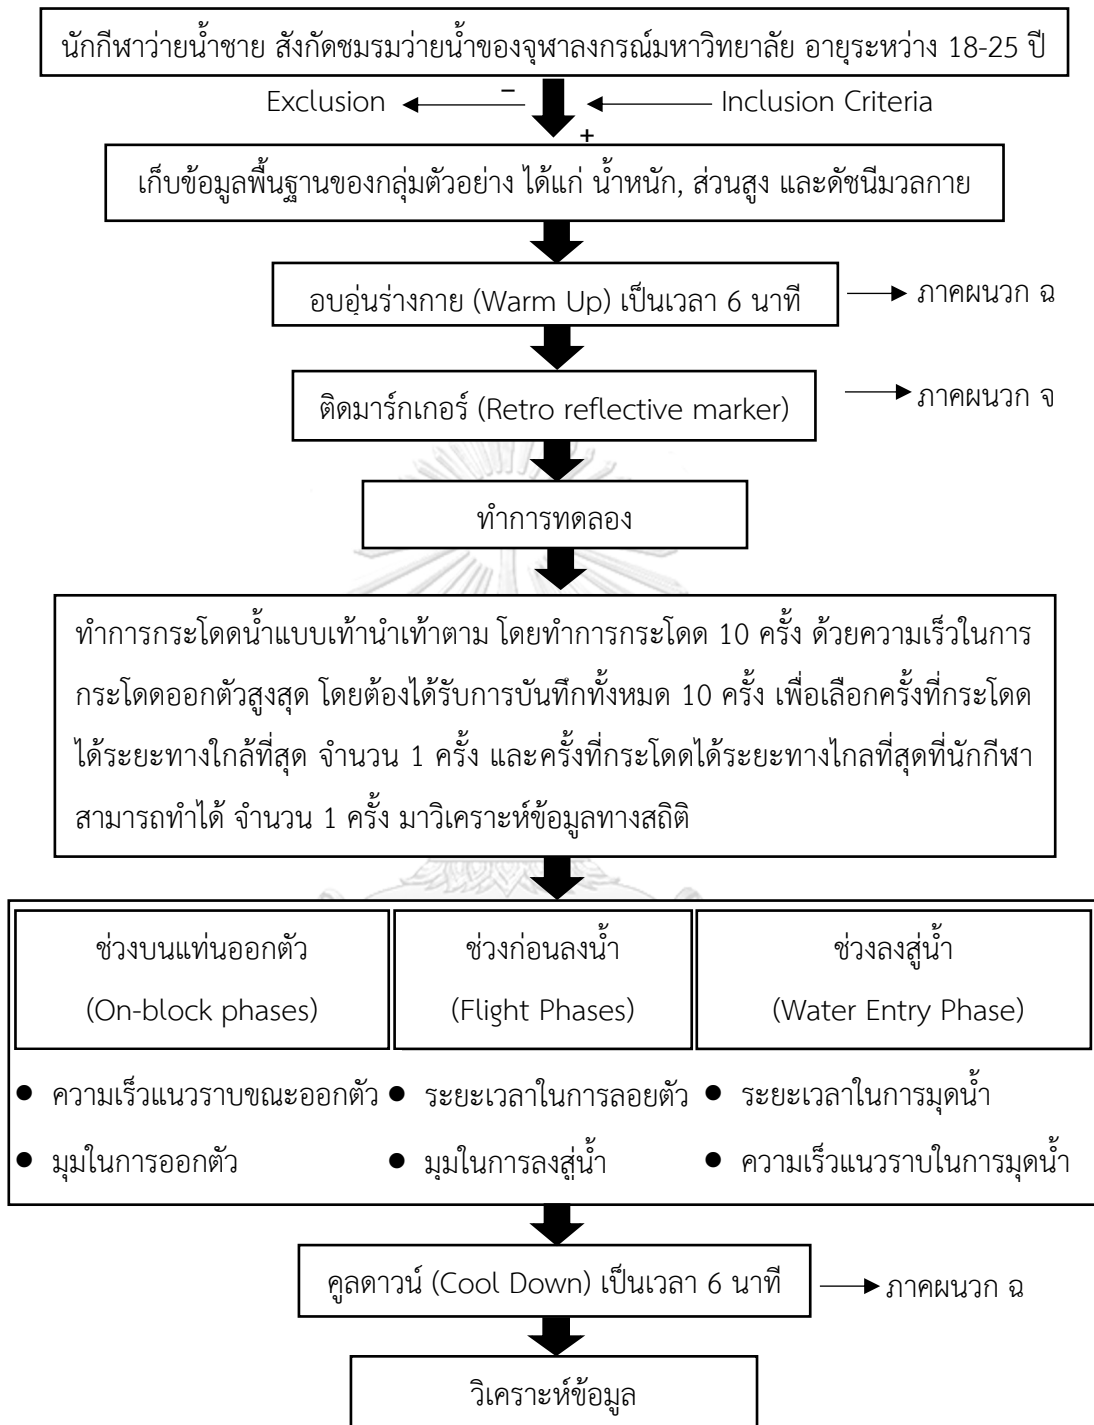 นักกีฬาว่ายน้ำชาย สังกัดชมรมว่ายน้ำของจุฬาลงกรณ์มหาวิทยาลัย อายุระหว่าง 18-25 ปี
Exclusion − Inclusion Criteria
+
เก็บข้อมูลพื้นฐานของกลุ่มตัวอย่าง ได้แก่ น้ำหนัก, ส่วนสูง และดัชนีมวลกาย
อบอุ่นร่างกาย (Warm Up) เป็นเวลา 6 นาที
ภาคผนวก ฉ
ติดมาร์กเกอร์ (Retro reflective marker)
ภาคผนวก จ
ทำการทดลอง
ทำการกระโดดน้ำแบบเท้านำเท้าตาม โดยทำการกระโดด 10 ครั้ง ด้วยความเร็วในการ
กระโดดออกตัวสูงสุด โดยต้องได้รับการบันทึกทั้งหมด 10 ครั้ง เพื่อเลือกครั้งที่กระโดด
ได้ระยะทางใกล้ที่สุด จำนวน 1 ครั้ง และครั้งที่กระโดดได้ระยะทางไกลที่สุดที่นักกีฬา
สามารถทำได้ จำนวน 1 ครั้ง มาวิเคราะห์ข้อมูลทางสถิติ
ช่วงบนแท่นออกตัว
(On-block phases)
ช่วงก่อนลงน้ำ
(Flight Phases)
ช่วงลงสู่น้ำ
(Water Entry Phase)
● ความเร็วแนวราบขณะออกตัว
● มุมในการออกตัว
● ระยะเวลาในการลอยตัว
● มุมในการลงสู่น้ำ
● ระยะเวลาในการมุดน้ำ
● ความเร็วแนวราบในการมุดน้ำ
คูลดาวน์ (Cool Down) เป็นเวลา 6 นาที
ภาคผนวก ฉ
วิเคราะห์ข้อมูล